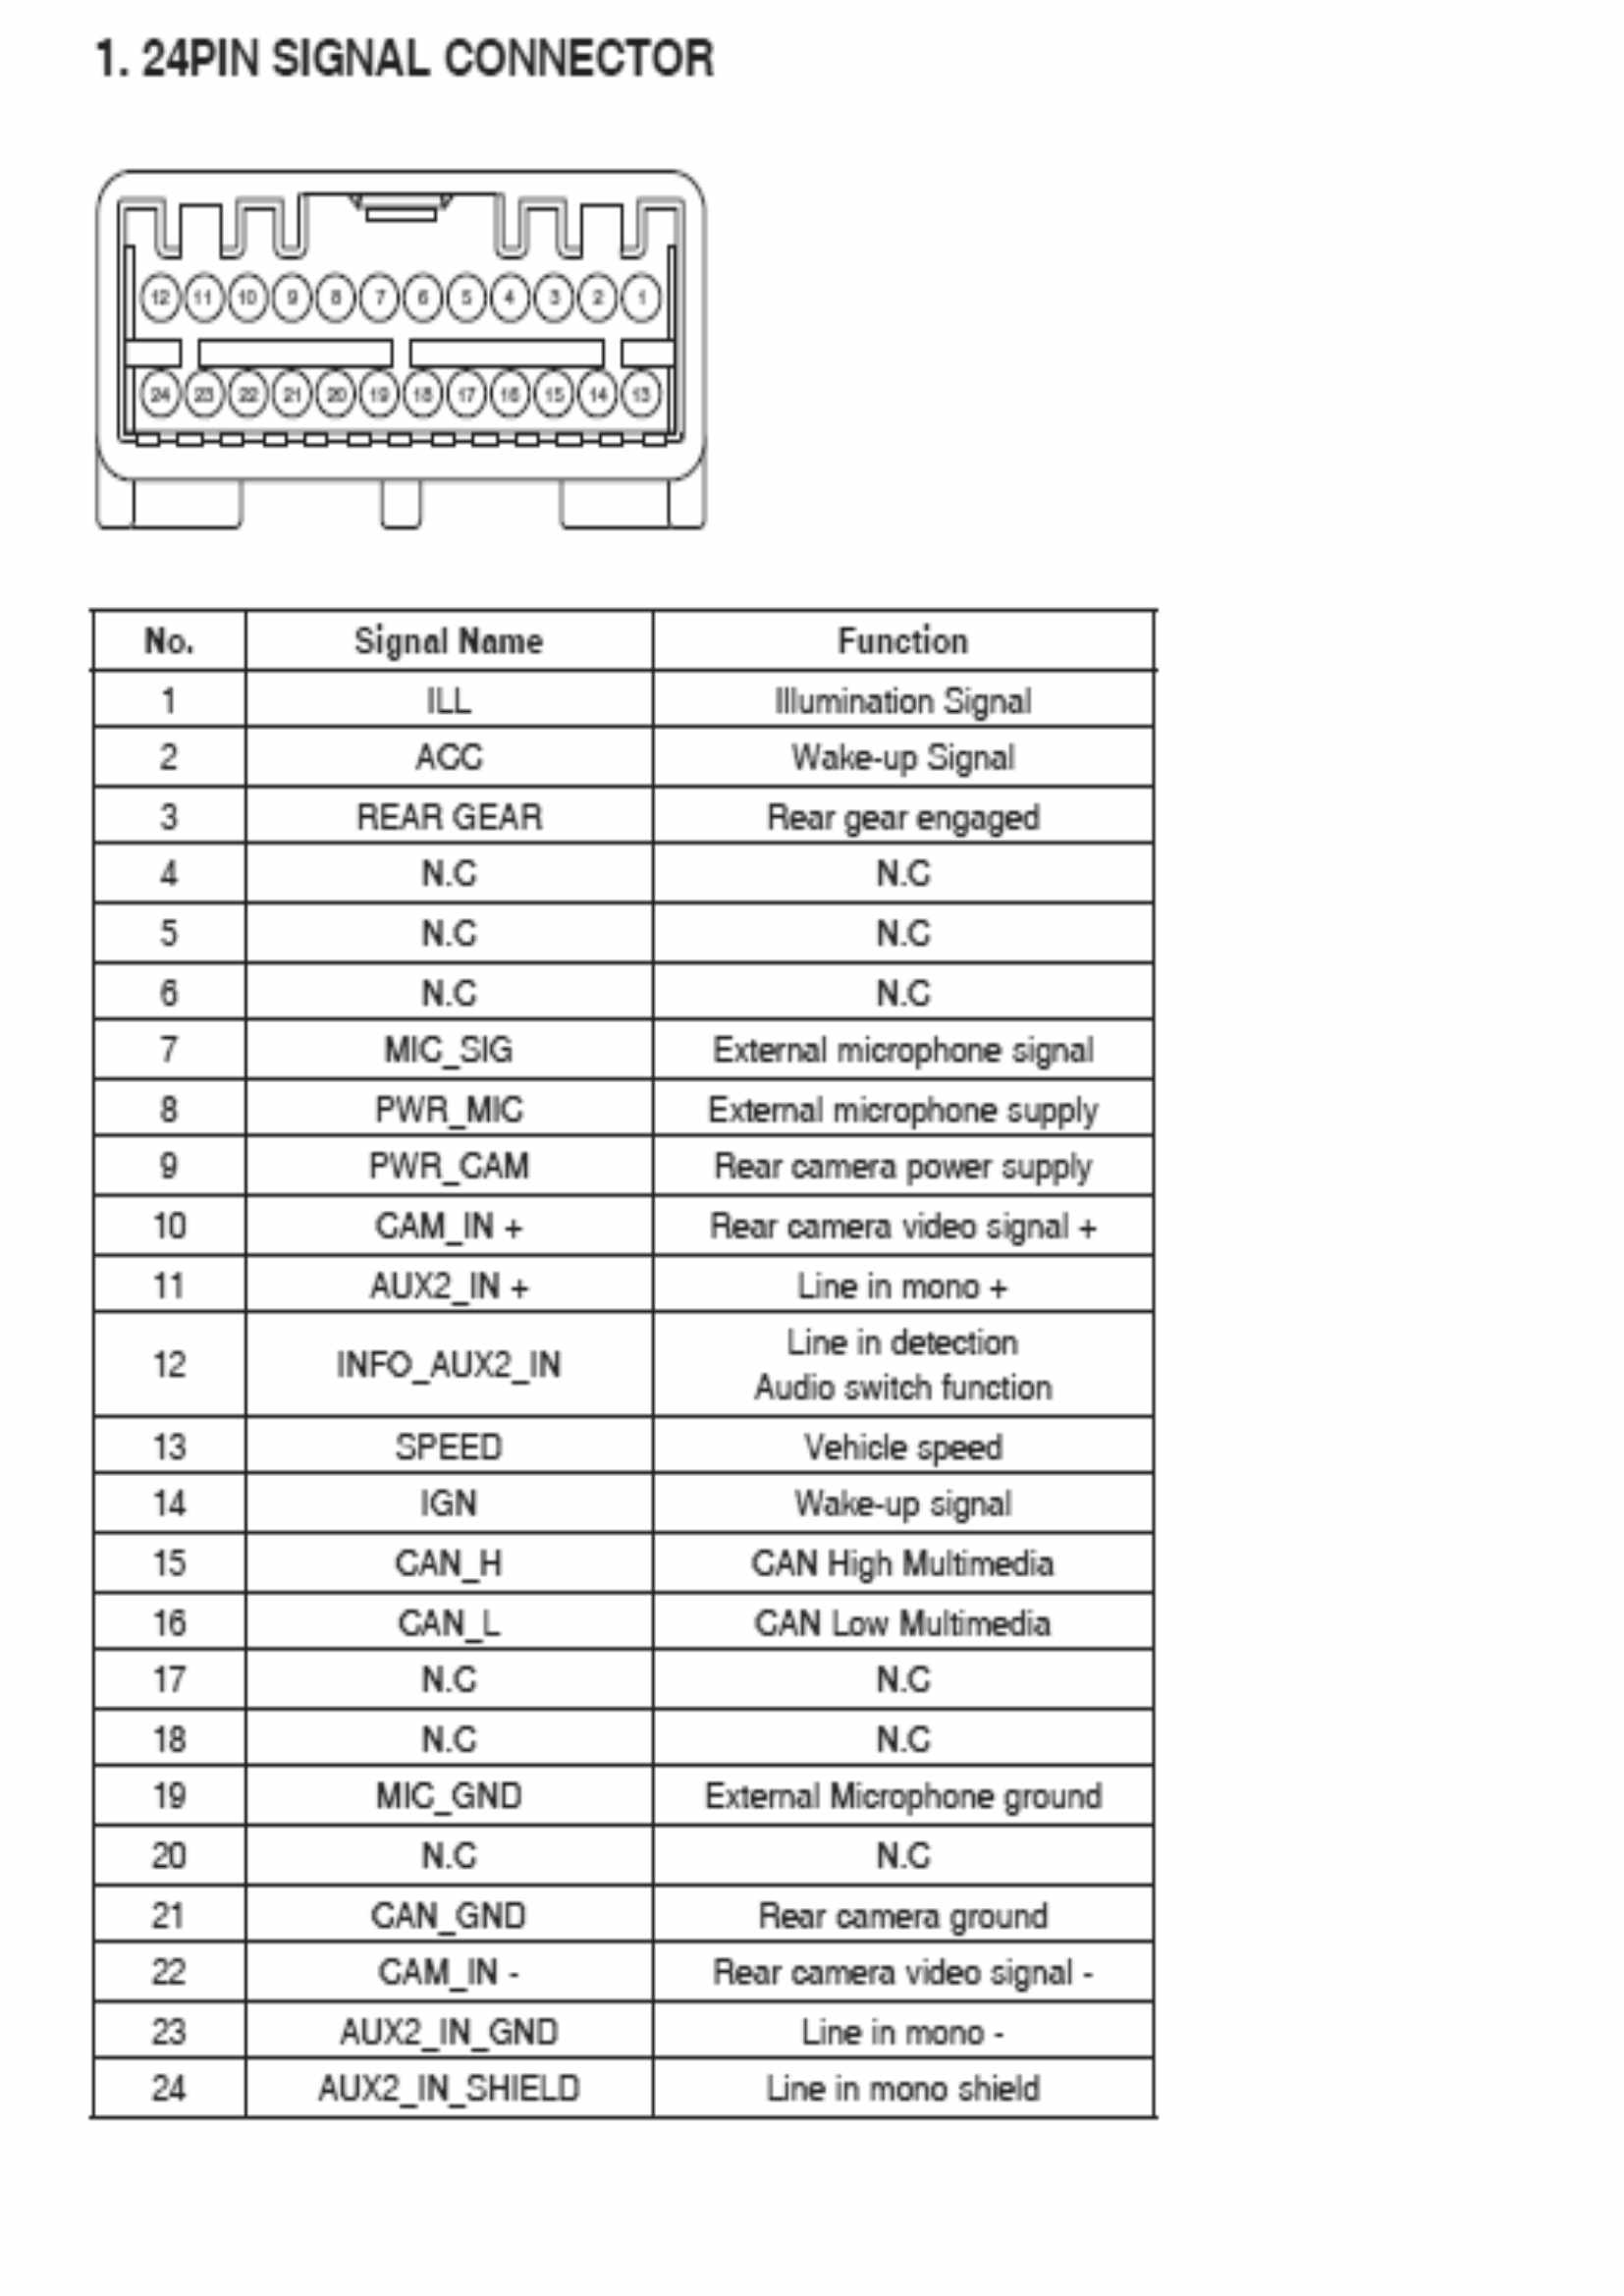 1. 24PIN SIGNAL CONNECTOR
12 11 10 9 8 7 6 5 4 3 2 1
24 23 22 21 20 19 18 17 16 15 14 13
No. Signal Name Function
1 ILL Illumination Signal
2 ACC Wake-up Signal
3 REAR GEAR Rear gear engaged
4 N.C N.C
5 N.C N.C
6 N.C N.C
7 MIC_SIG External microphone signal
8 PWR_MIC External microphone supply
9 PWR_CAM Rear camera power supply
10 CAM_IN + Rear camera video signal +
11 AUX2_IN + Line in mono +
12 INFO_AUX2_IN Line in detection
Audio switch function
13 SPEED Vehicle speed
14 IGN Wake-up signal
15 CAN_H CAN High Multimedia
16 CAN_L CAN Low Multimedia
17 N.C N.C
18 N.C N.C
19 MIC_GND External Microphone ground
20 N.C N.C
21 CAN_GND Rear camera ground
22 CAM_IN - Rear camera video signal -
23 AUX2_IN_GND Line in mono -
24 AUX2_IN_SHIELD Line in mono shield